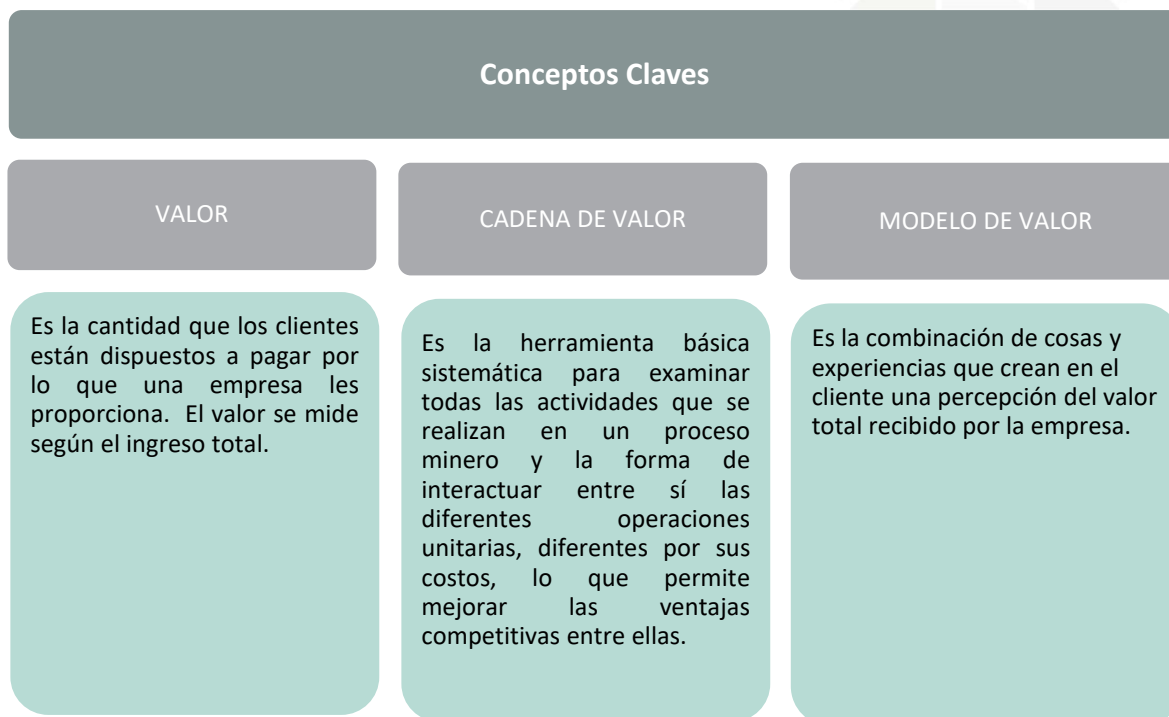 Conceptos Claves
VALOR
CADENA DE VALOR
MODELO DE VALOR
Es la cantidad que los clientes
están dispuestos a pagar por
lo que una empresa les
proporciona. El valor se mide
según el ingreso total.
Es la herramienta básica
sistemática para examinar
todas las actividades que se
realizan en un proceso
minero y la forma de
interactuar entre sí las
diferentes operaciones
unitarias, diferentes por sus
costos, lo que permite
mejorar las ventajas
competitivas entre ellas.
Es la combinación de cosas y
experiencias que crean en el
cliente una percepción del valor
total recibido por la empresa.